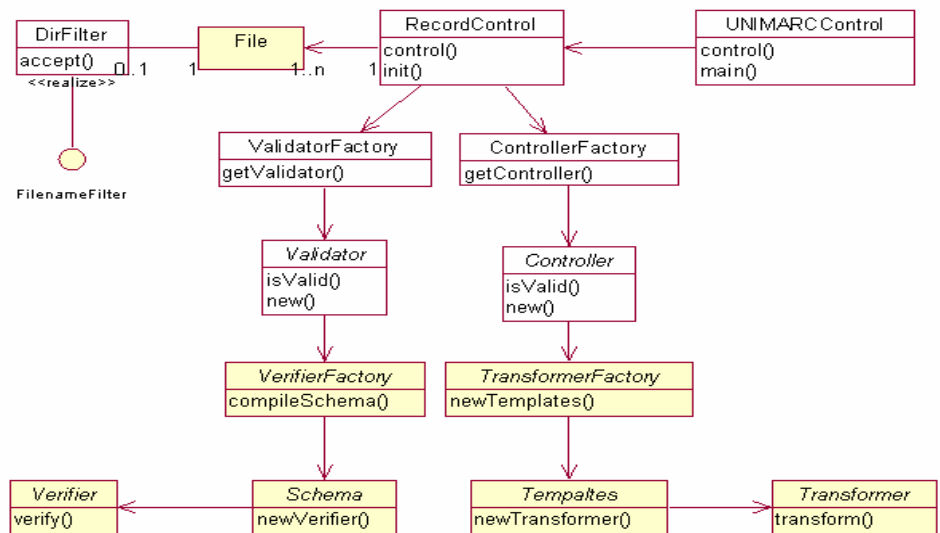 DirFilter
accept()
0..1
1
<<realize>>
FilenameFilter
File
1..n
1
RecordControl
control()
init()
UNIMARCControl
control()
main()
ValidatorFactory
getValidator()
ControllerFactory
getController()
Validator
isValid()
new()
Controller
isValid()
new()
VerifierFactory
compileSchema()
TransformerFactory
newTemplates()
Verifier
verify()
Schema
newVerifier()
Tempaltes
newTransformer()
Transformer
transform()